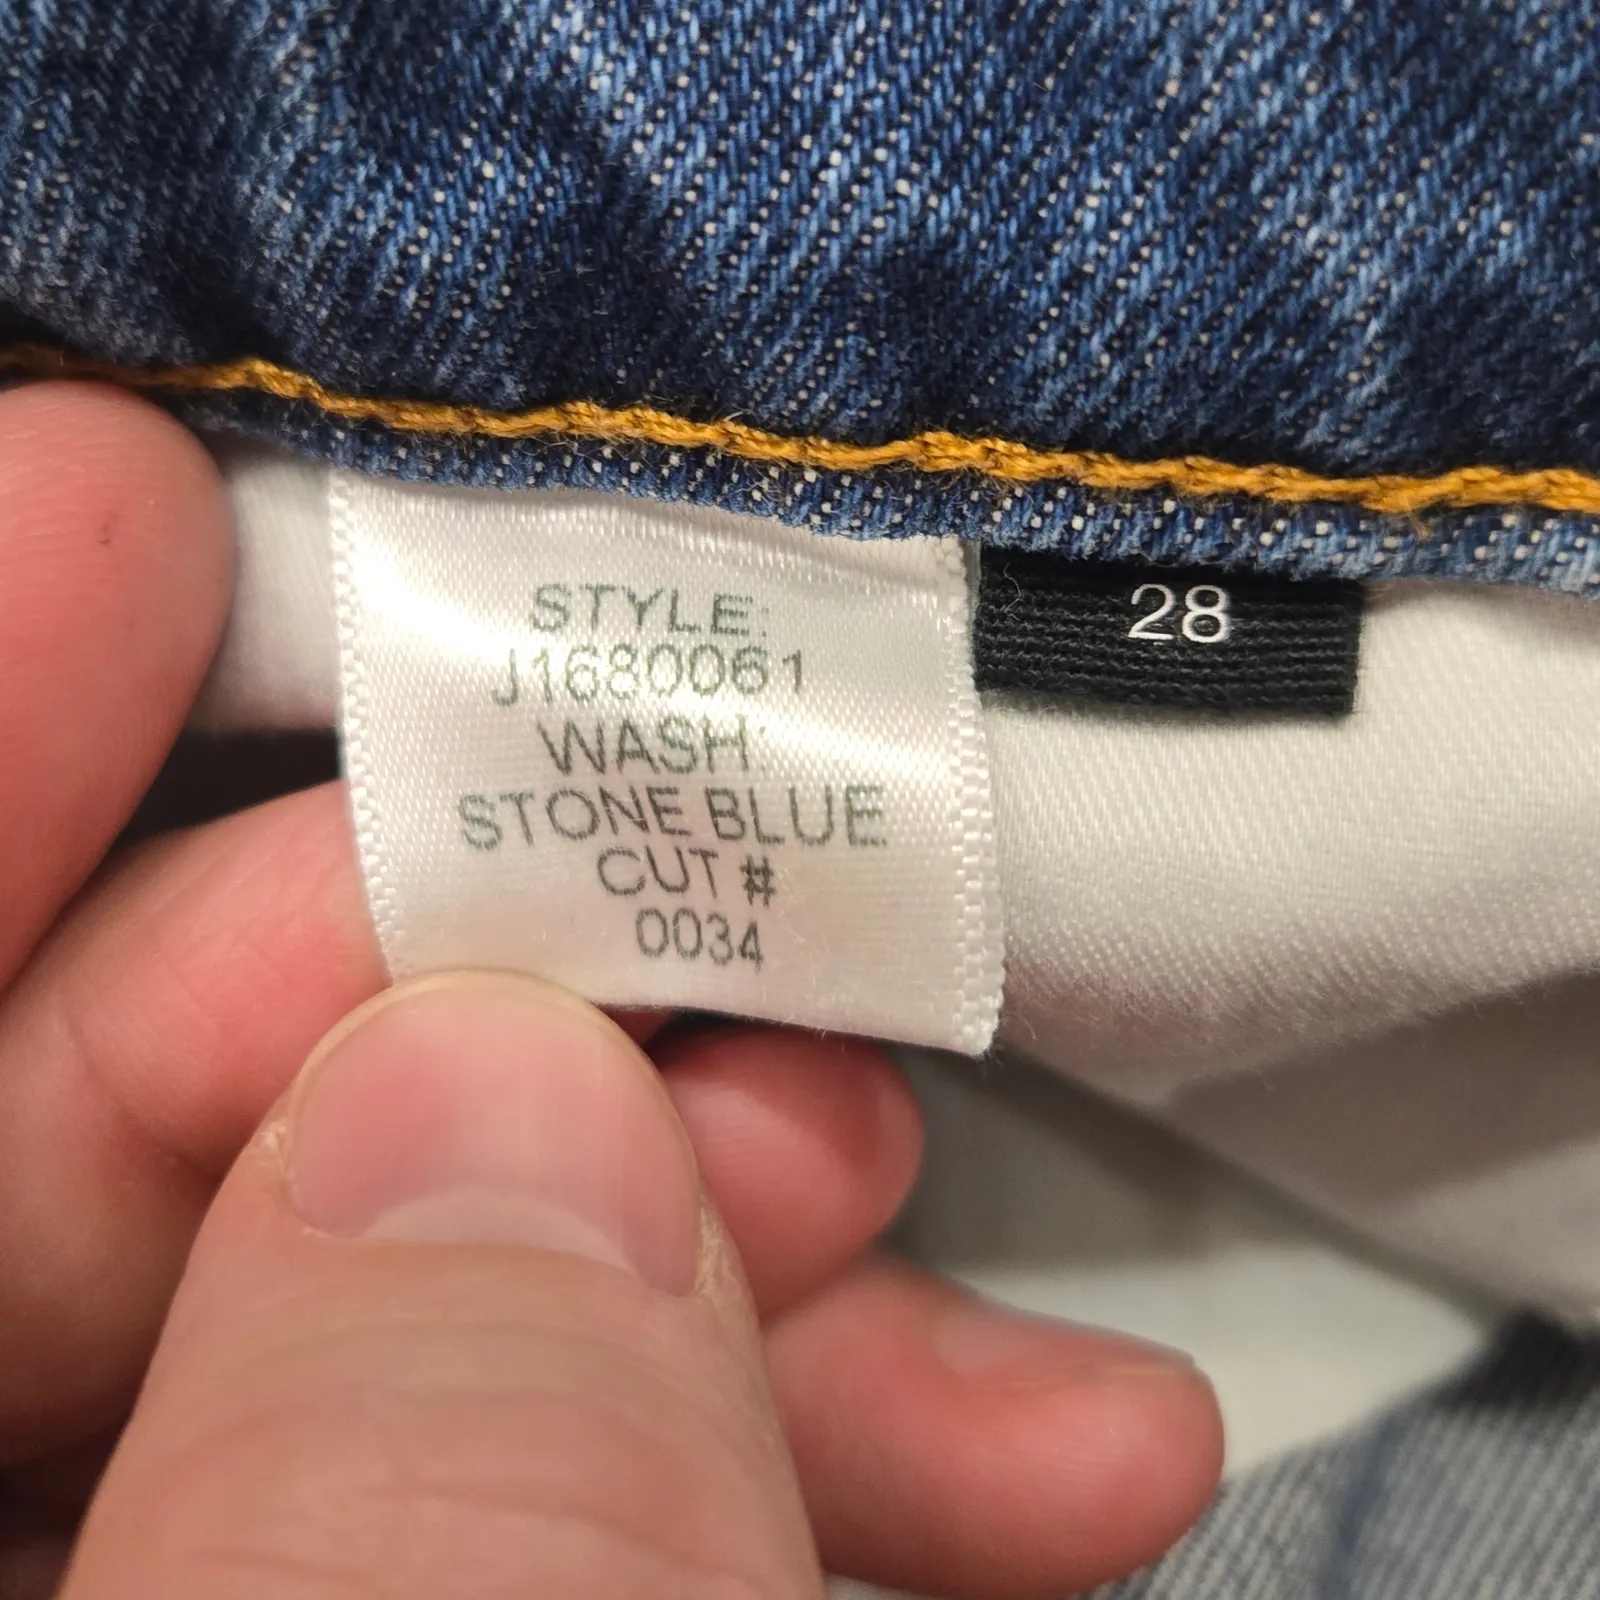 STYLE:
J1680061
WASH:
STONE BLUE
CUT #
0034
28